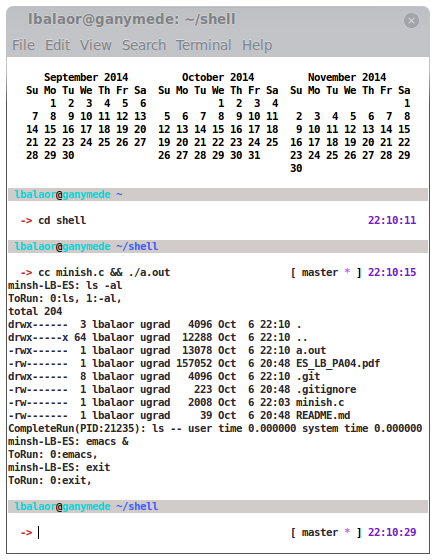 lbalaor@ganymede: ~/shell
File Edit View Search Terminal Help
   September 2014         October 2014         November 2014
Su Mo Tu We Th Fr Sa  Su Mo Tu We Th Fr Sa  Su Mo Tu We Th Fr Sa
    1  2  3  4  5  6            1  2  3  4                     1
 7  8  9 10 11 12 13   5  6  7  8  9 10 11   2  3  4  5  6  7  8
14 15 16 17 18 19 20  12 13 14 15 16 17 18   9 10 11 12 13 14 15
21 22 23 24 25 26 27  19 20 21 22 23 24 25  16 17 18 19 20 21 22
28 29 30              26 27 28 29 30 31     23 24 25 26 27 28 29
                                            30
lbalaor@ganymede ~
-> cd shell 22:10:11
lbalaor@ganymede ~/shell
-> cc minish.c && ./a.out [ master * ] 22:10:15
minsh-LB-ES: ls -al
ToRun: 0:ls, 1:-al,
total 204
drwx------  3 lbalaor ugrad   4096 Oct  6 22:10 .
drwx-----x 64 lbalaor ugrad  12288 Oct  6 22:10 ..
-rwx------  1 lbalaor ugrad  13078 Oct  6 22:10 a.out
-rw-------  1 lbalaor ugrad 157052 Oct  6 20:48 ES_LB_PA04.pdf
drwx------  8 lbalaor ugrad   4096 Oct  6 22:10 .git
-rw-------  1 lbalaor ugrad    223 Oct  6 20:48 .gitignore
-rw-------  1 lbalaor ugrad   2008 Oct  6 22:03 minish.c
-rw-------  1 lbalaor ugrad     39 Oct  6 20:48 README.md
CompleteRun(PID:21235): ls -- user time 0.000000 system time 0.000000
minsh-LB-ES: emacs &
ToRun: 0:emacs,
minsh-LB-ES: exit
ToRun: 0:exit,
lbalaor@ganymede ~/shell
-> [ master * ] 22:10:29